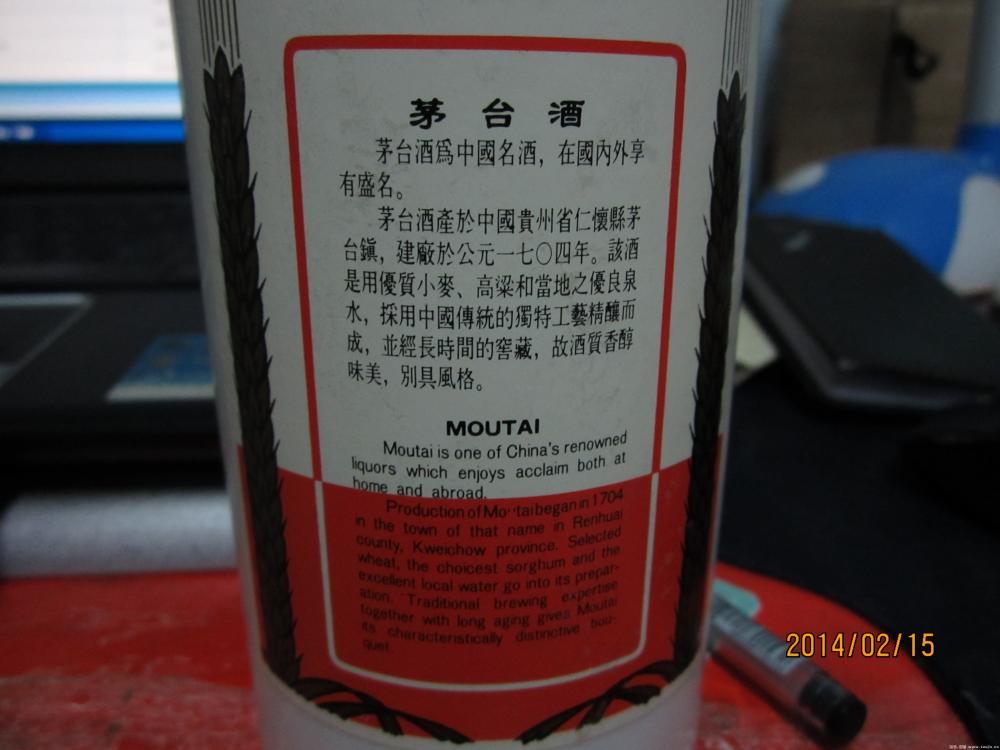 茅台酒
茅台酒爲中國名酒，在國內外享
有盛名。
茅台酒產於中國貴州省仁懷縣茅
台鎮，建廠於公元一七〇四年。該酒
是用優質小麥、高粱和當地之優良泉
水，採用中國傳統的獨特工藝精釀而
成，並經長時間的窖藏，故酒質香醇
味美，別具風格。
MOUTAI
Moutai is one of China's renowned
liquors which enjoys acclaim both at
home and abroad.
Production of Moutai began in 1704
in the town of that name in Renhuai
county, Kweichow province. Selected
wheat, the choicest sorghum and the
excellent local water go into its prepar-
ation. Traditional brewing expertise
together with long aging gives Moutai
its characteristically distinctive bou-
quet.
2014/02/15